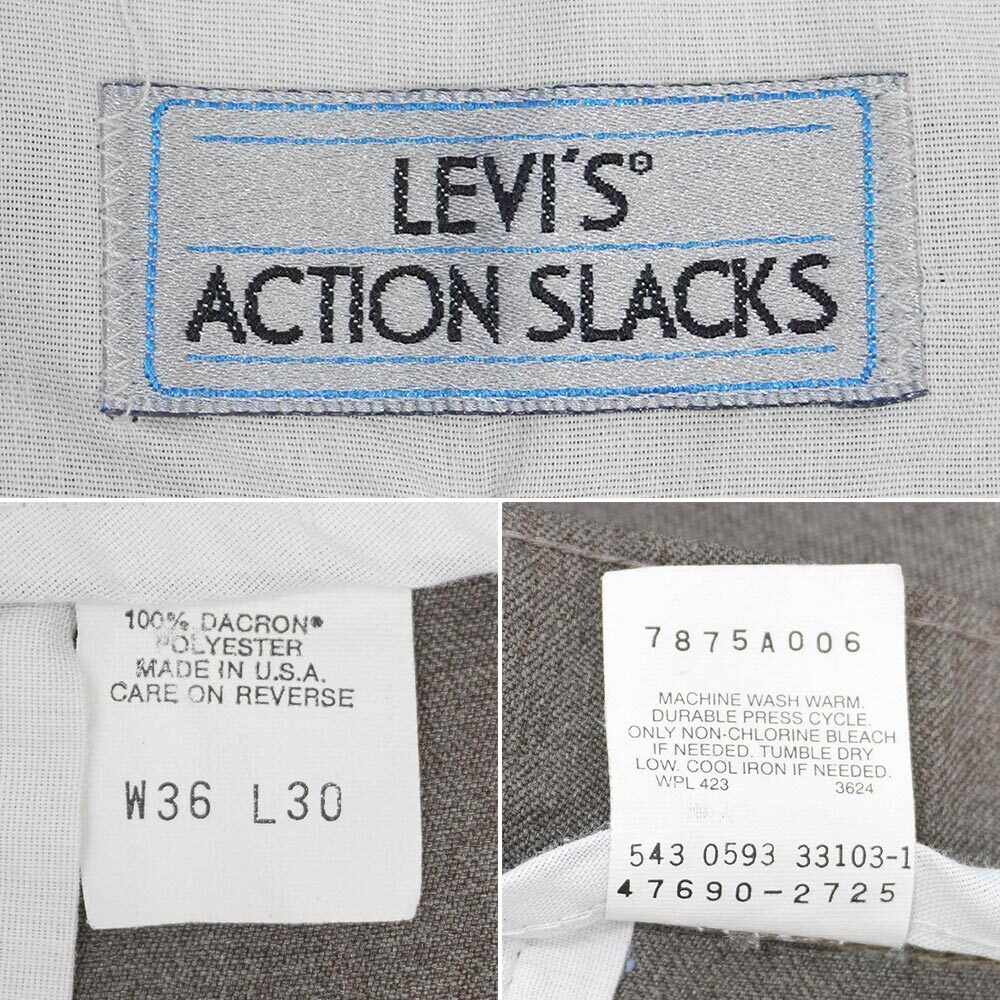 LEVI'S®
ACTION SLACKS
100% DACRON®
POLYESTER
MADE IN U.S.A.
CARE ON REVERSE
W36 L30
7875A006
MACHINE WASH WARM.
DURABLE PRESS CYCLE.
ONLY NON-CHLORINE BLEACH
IF NEEDED. TUMBLE DRY
LOW. COOL IRON IF NEEDED.
WPL 423 3624
543 0593 33103-1
47690-2725